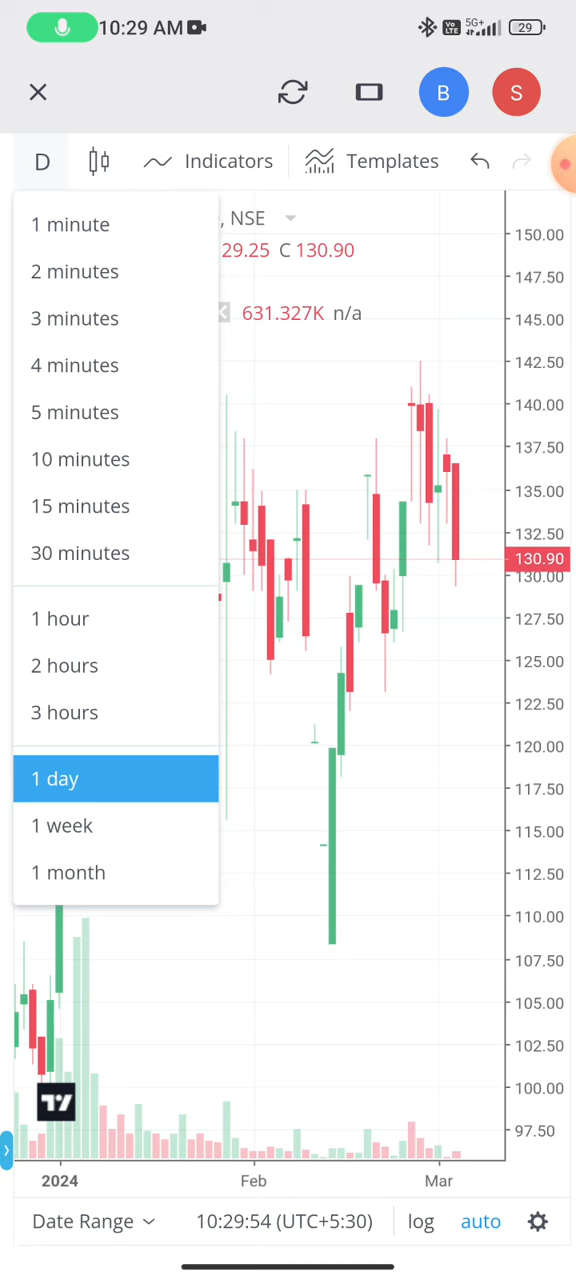 10:29 AM
Vo LTE 5G+ 29
B S
D Indicators Templates
, NSE
29.25 C 130.90
631.327K n/a
1 minute
2 minutes
3 minutes
4 minutes
5 minutes
10 minutes
15 minutes
30 minutes
1 hour
2 hours
3 hours
1 day
1 week
1 month
150.00
147.50
145.00
142.50
140.00
137.50
135.00
132.50
130.90
130.00
127.50
125.00
122.50
120.00
117.50
115.00
112.50
110.00
107.50
105.00
102.50
100.00
97.50
2024 Feb Mar
Date Range 10:29:54 (UTC+5:30) log auto